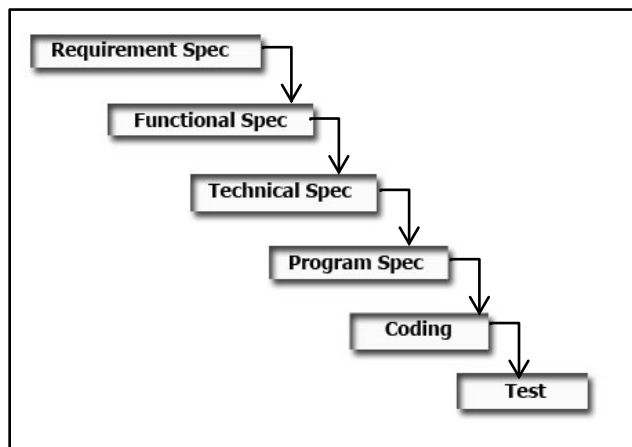 Requirement Spec
Functional Spec
Technical Spec
Program Spec
Coding
Test